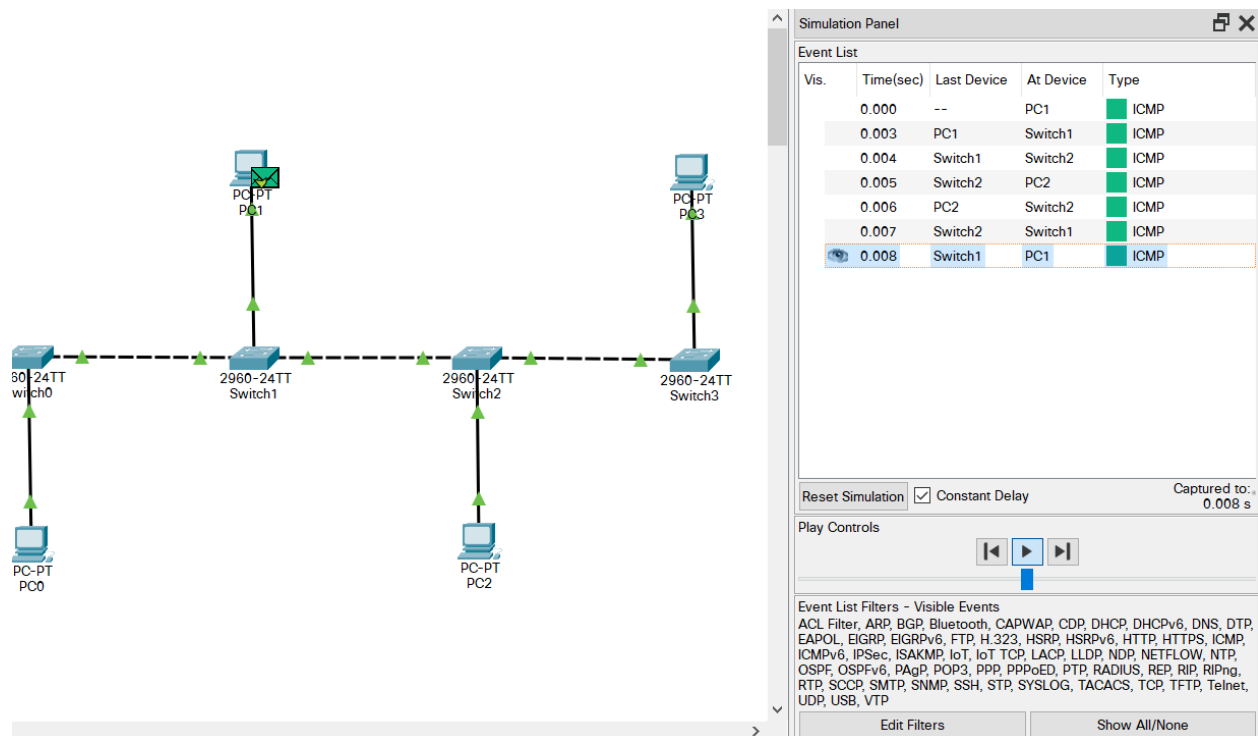 PC-PT
PC1
PC-PT
PC3
60-24TT
witch0
2960-24TT
Switch1
2960-24TT
Switch2
2960-24TT
Switch3
PC-PT
PC0
PC-PT
PC2
Simulation Panel
Event List
Vis. Time(sec) Last Device At Device Type
0.000 -- PC1 ICMP
0.003 PC1 Switch1 ICMP
0.004 Switch1 Switch2 ICMP
0.005 Switch2 PC2 ICMP
0.006 PC2 Switch2 ICMP
0.007 Switch2 Switch1 ICMP
0.008 Switch1 PC1 ICMP
Reset Simulation Constant Delay Captured to:
0.008 s
Play Controls
Event List Filters - Visible Events
ACL Filter, ARP, BGP, Bluetooth, CAPWAP, CDP, DHCP, DHCPv6, DNS, DTP,
EAPOL, EIGRP, EIGRPv6, FTP, H.323, HSRP, HSRPv6, HTTP, HTTPS, ICMP,
ICMPv6, IPSec, ISAKMP, IoT, IoT TCP, LACP, LLDP, NDP, NETFLOW, NTP,
OSPF, OSPFv6, PAgP, POP3, PPP, PPPoED, PTP, RADIUS, REP, RIP, RIPng,
RTP, SCCP, SMTP, SNMP, SSH, STP, SYSLOG, TACACS, TCP, TFTP, Telnet,
UDP, USB, VTP
Edit Filters Show All/None